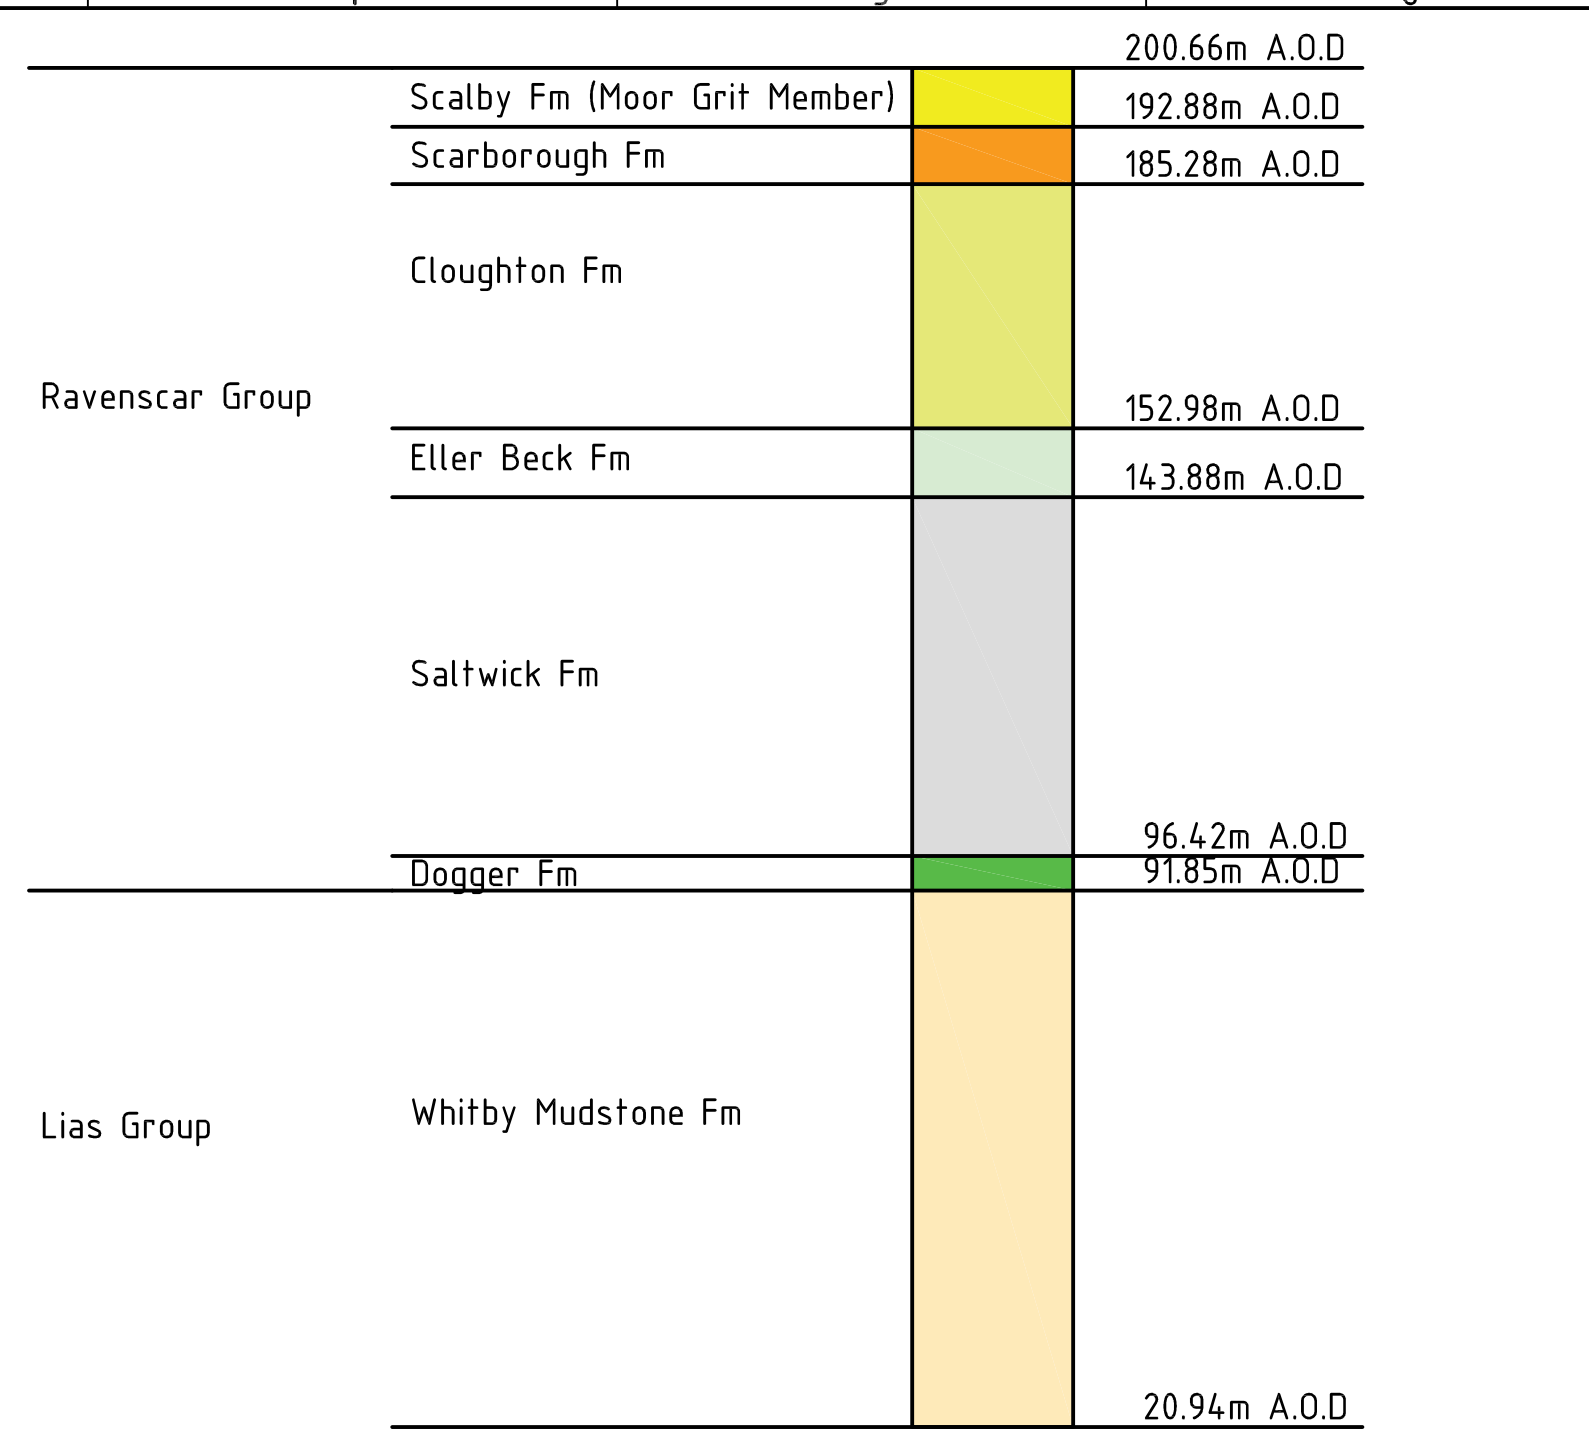 200.66m A.O.D
Scalby Fm (Moor Grit Member)
192.88m A.O.D
Scarborough Fm
185.28m A.O.D
Cloughton Fm
Ravenscar Group
152.98m A.O.D
Eller Beck Fm
143.88m A.O.D
Saltwick Fm
96.42m A.O.D
Dogger Fm
91.85m A.O.D
Whitby Mudstone Fm
Lias Group
20.94m A.O.D